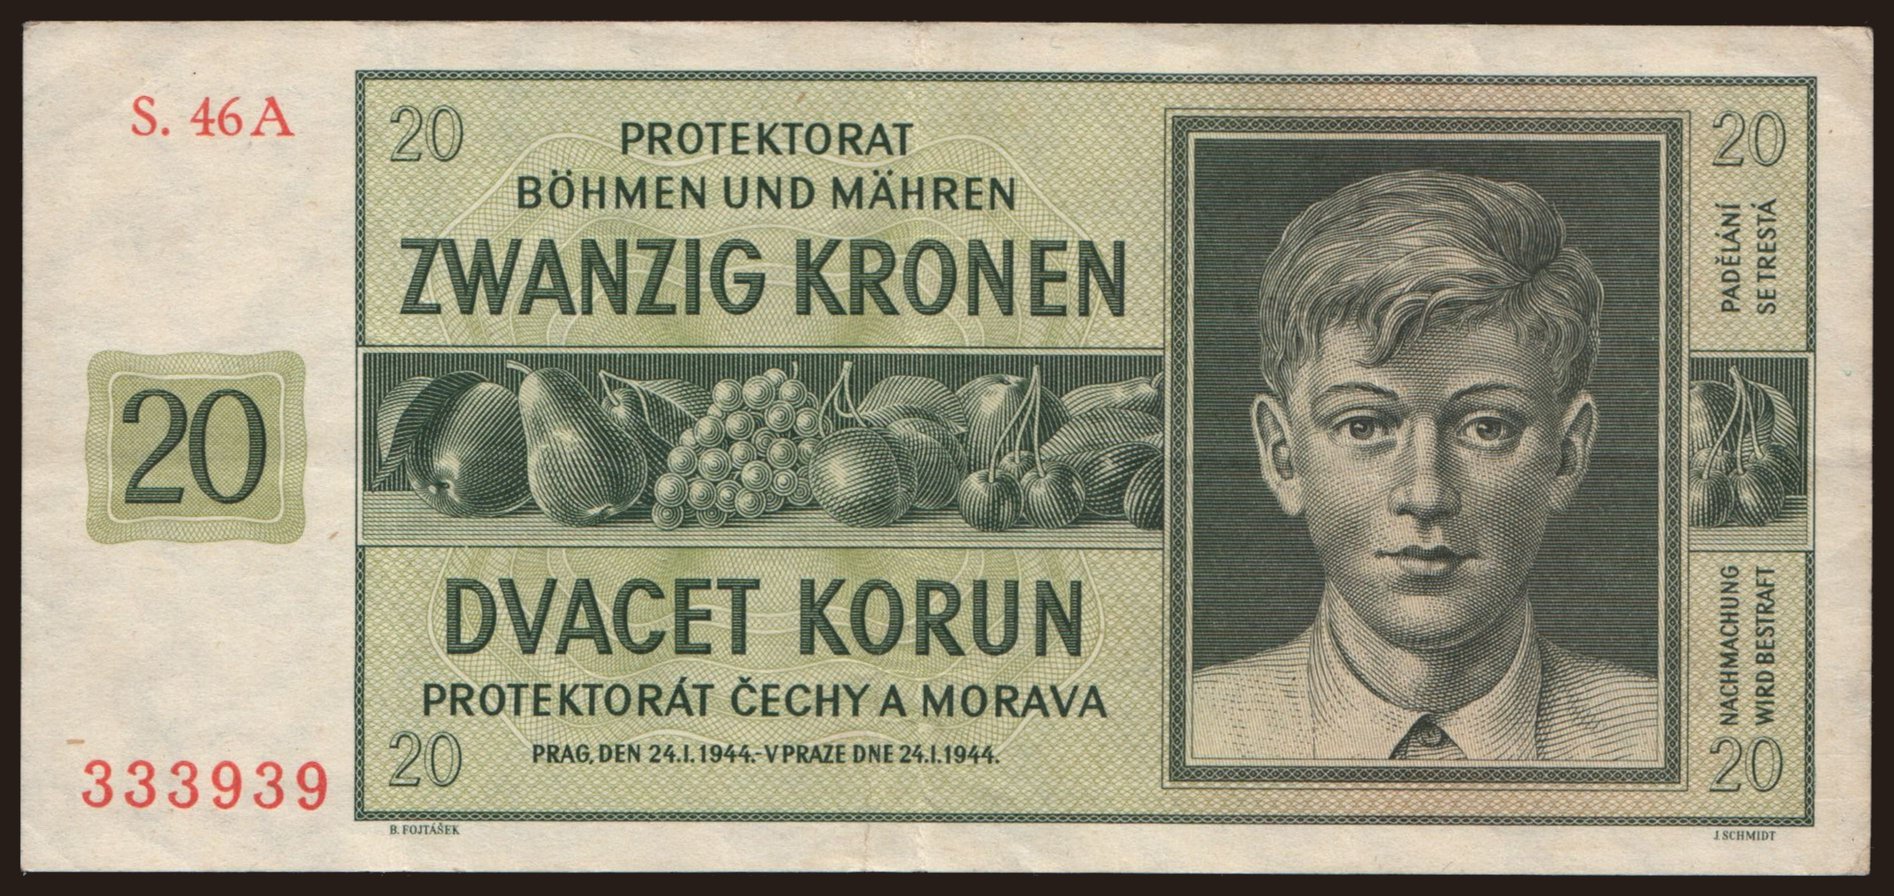 S. 46 A
20
20
PROTEKTORAT
BÖHMEN UND MÄHREN
ZWANZIG KRONEN
PADĚLÁNÍ
SE TRESTÁ
20
DVACET KORUN
PROTEKTORÁT ČECHY A MORAVA
PRAG, DEN 24.I.1944.-V PRAZE DNE 24.I.1944.
NACHMACHUNG
WIRD BESTRAFT
333939
20
20
B. FOJTÁŠEK
J. SCHMIDT